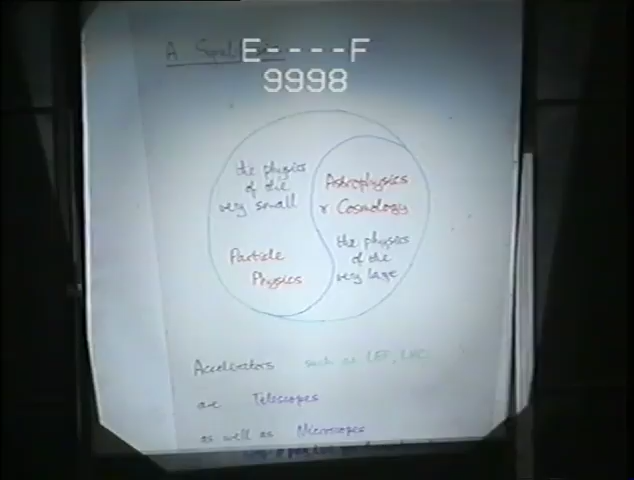 A
E----F
9998
the physics
of the
very small
Astrophysics
& Cosmology
Particle
Physics
the physics
of the
very large
Accelerators such as LEP, LHC
are Telescopes
as well as Microscopes